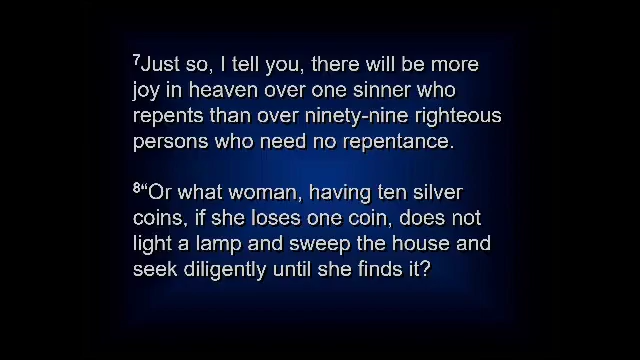 ⁷Just so, I tell you, there will be more
joy in heaven over one sinner who
repents than over ninety-nine righteous
persons who need no repentance.
⁸“Or what woman, having ten silver
coins, if she loses one coin, does not
light a lamp and sweep the house and
seek diligently until she finds it?